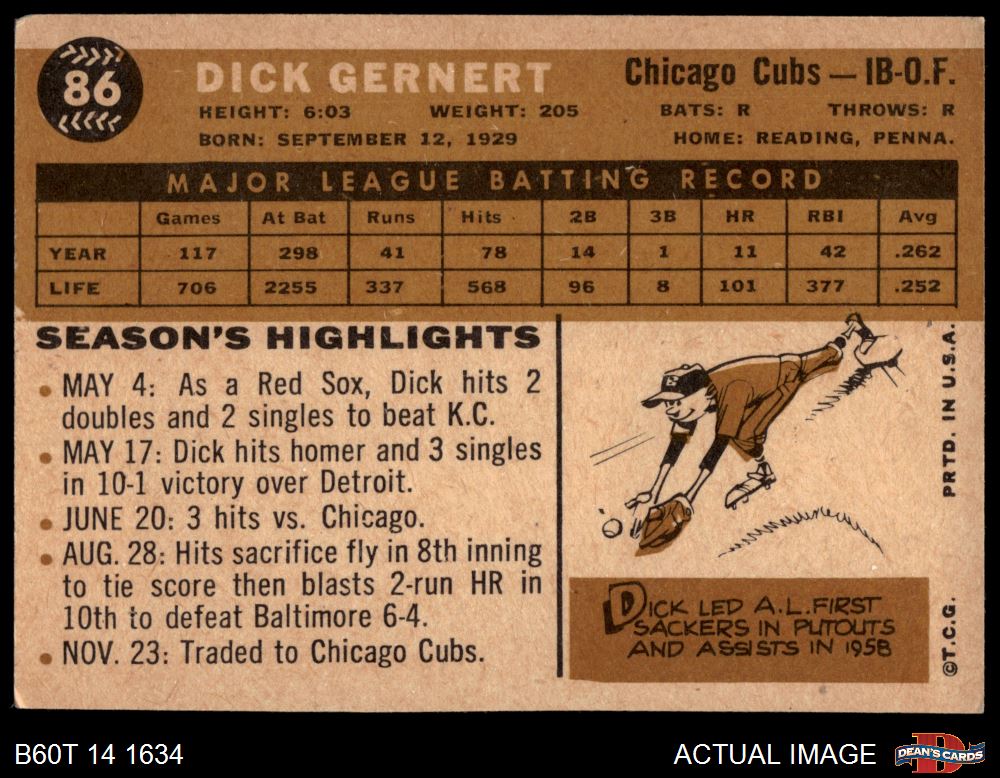 86
DICK GERNERT
Chicago Cubs — IB-O.F.
HEIGHT: 6:03 WEIGHT: 205 BATS: R THROWS: R
BORN: SEPTEMBER 12, 1929 HOME: READING, PENNA.
MAJOR LEAGUE BATTING RECORD
Games At Bat Runs Hits 2B 3B HR RBI Avg
YEAR 117 298 41 78 14 1 11 42 .262
LIFE 706 2255 337 568 96 8 101 377 .252
SEASON'S HIGHLIGHTS
• MAY 4: As a Red Sox, Dick hits 2
doubles and 2 singles to beat K.C.
• MAY 17: Dick hits homer and 3 singles
in 10-1 victory over Detroit.
• JUNE 20: 3 hits vs. Chicago.
• AUG. 28: Hits sacrifice fly in 8th inning
to tie score then blasts 2-run HR in
10th to defeat Baltimore 6-4.
• NOV. 23: Traded to Chicago Cubs.
B
DICK LED A.L. FIRST
SACKERS IN PUTOUTS
AND ASSISTS IN 1958
©T.C.G. PRTD. IN U.S.A.
B60T 14 1634
ACTUAL IMAGE
D
DEAN'S CARDS